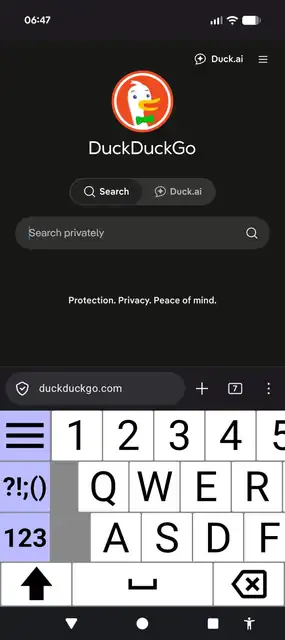 06:47
Duck.ai
DuckDuckGo
Search
Duck.ai
Search privately
Protection. Privacy. Peace of mind.
duckduckgo.com
7
1 2 3 4 5
?!;() Q W E R
123 A S D F